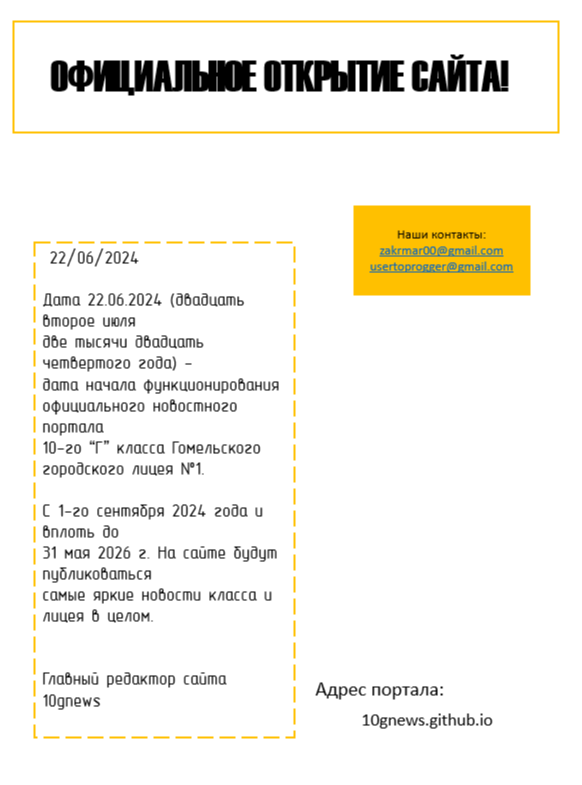 ОФИЦИАЛЬНОЕ ОТКРЫТИЕ САЙТА!
Наши контакты:
zakrmar00@gmail.com
usertoprogger@gmail.com
22/06/2024
Дата 22.06.2024 (двадцать
второе июля
две тысячи двадцать
четвертого года) -
дата начала функционирования
официального новостного
портала
10-го “Г” класса Гомельского
городского лицея №1.
С 1-го сентября 2024 года и
вплоть до
31 мая 2026 г. На сайте будут
публиковаться
самые яркие новости класса и
лицея в целом.
Главный редактор сайта
10gnews
Адрес портала:
10gnews.github.io